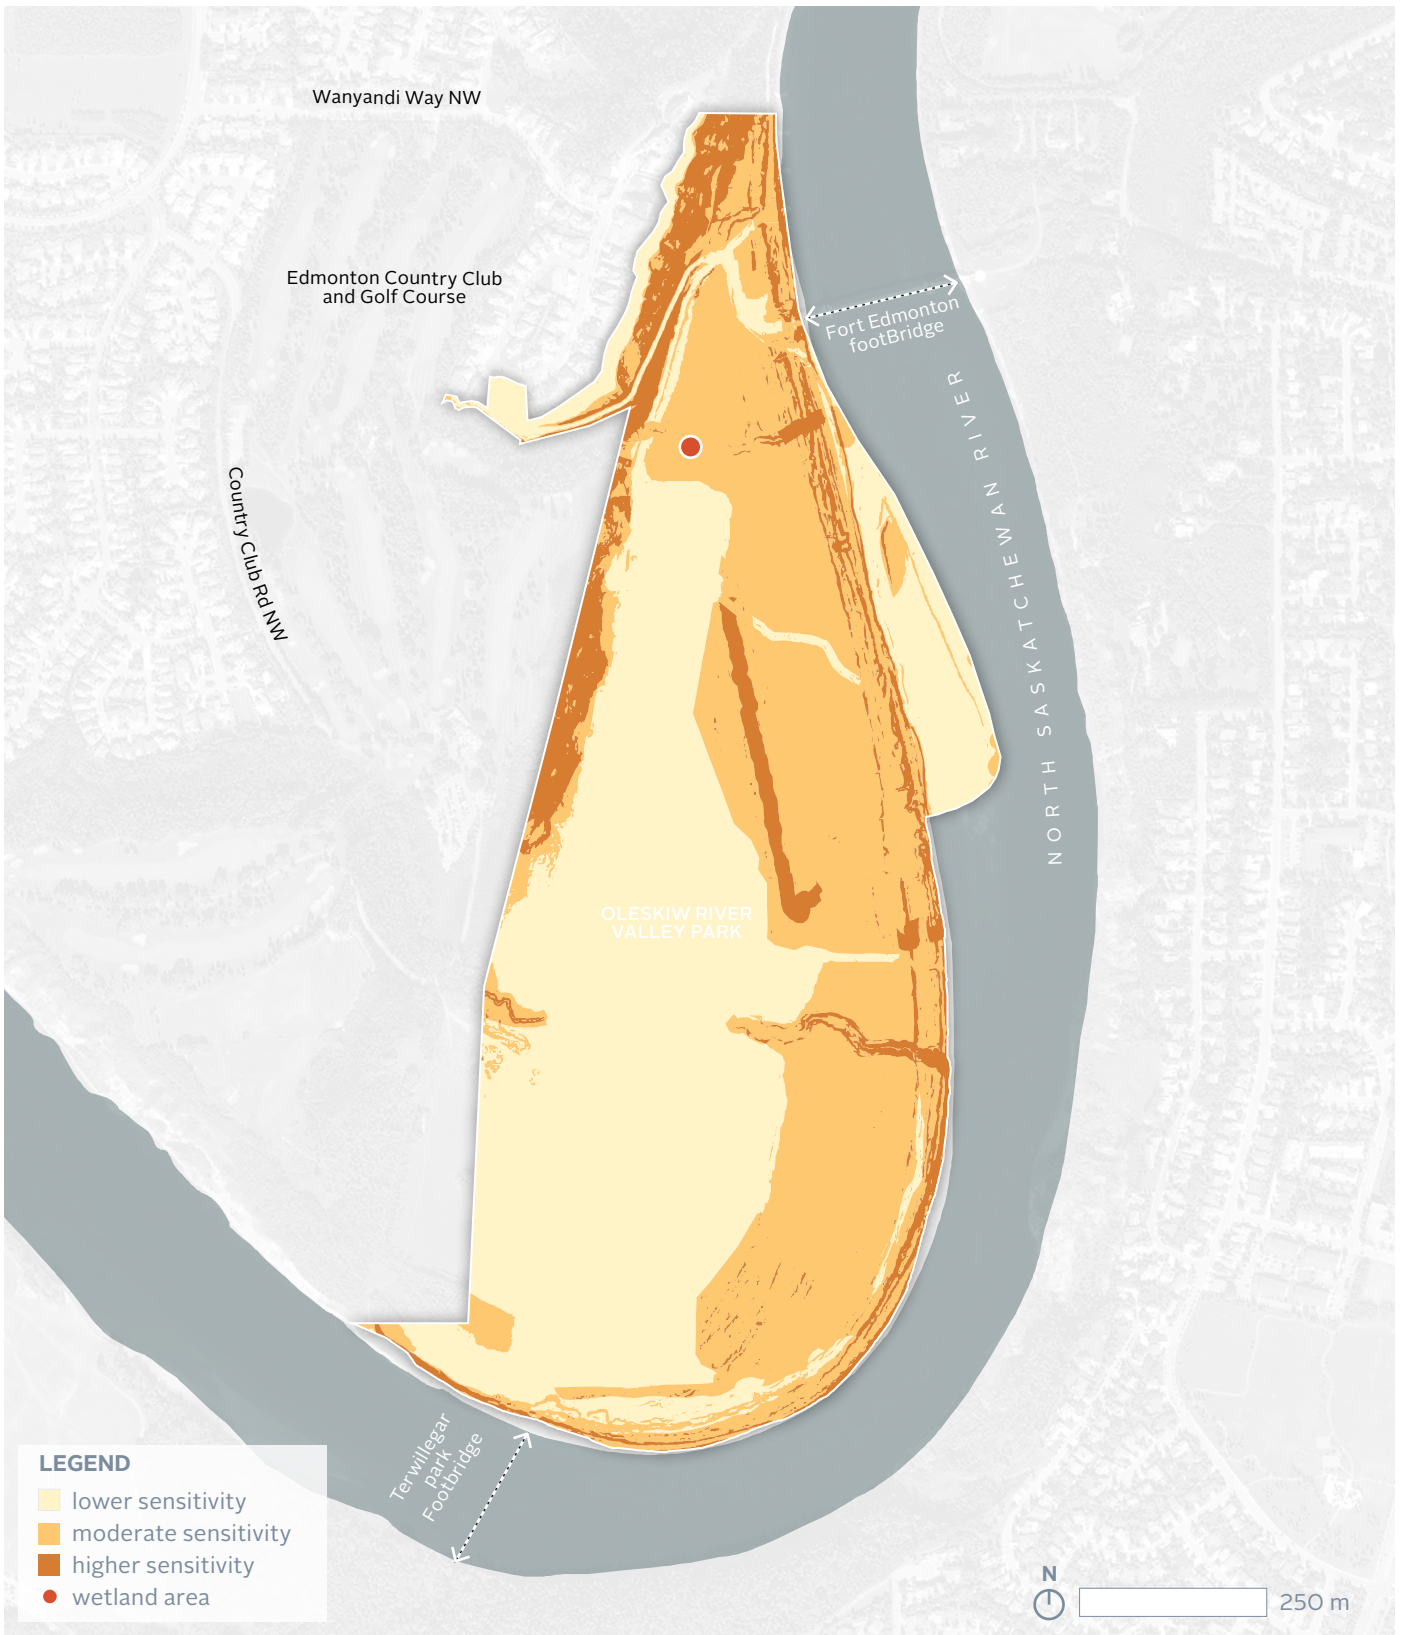 Wanyandi Way NW
Edmonton Country Club
and Golf Course
Fort Edmonton
footBridge
NORTH SASKATCHEWAN RIVER
Country Club Rd NW
OLESKIW RIVER
VALLEY PARK
Terwillegar
park
Footbridge
LEGEND
lower sensitivity
moderate sensitivity
higher sensitivity
wetland area
N
250 m